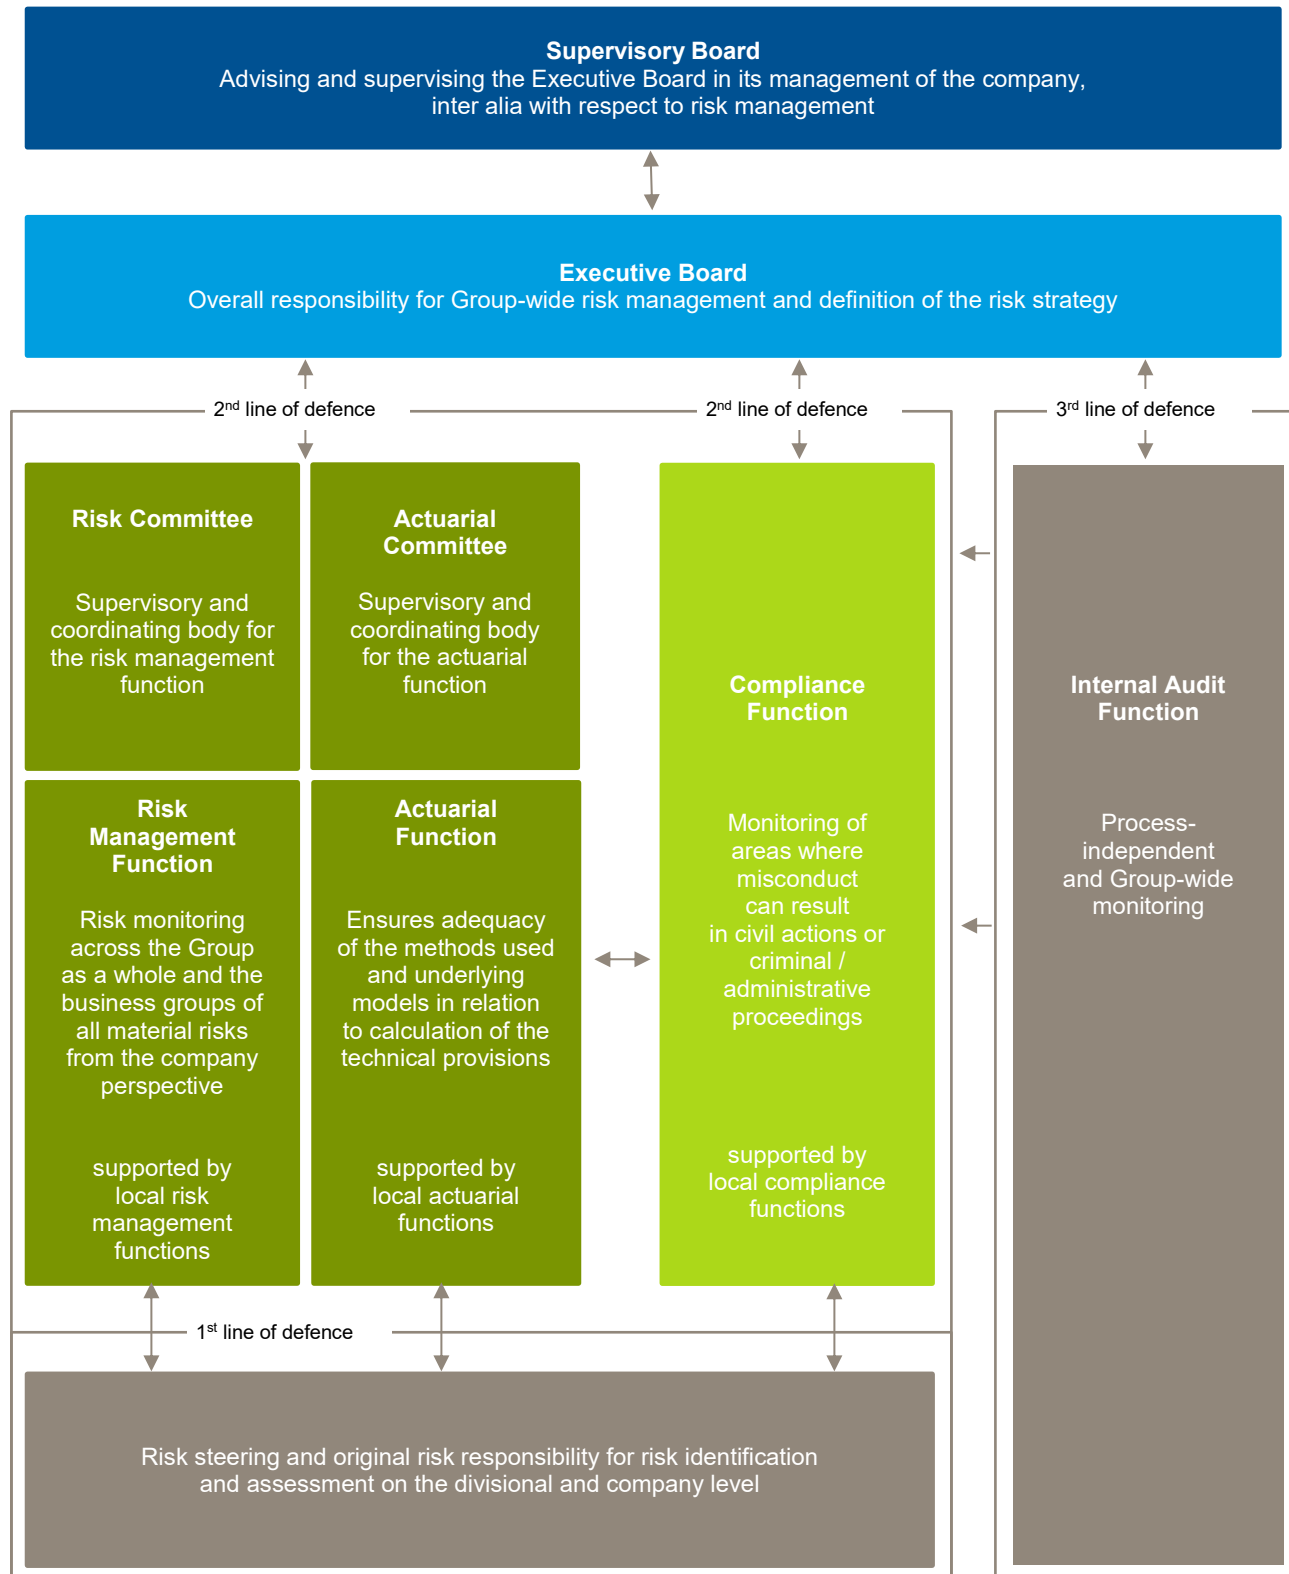 Supervisory Board
Advising and supervising the Executive Board in its management of the company,
inter alia with respect to risk management
Executive Board
Overall responsibility for Group-wide risk management and definition of the risk strategy
2nd line of defence
2nd line of defence
3rd line of defence
Risk Committee
Supervisory and
coordinating body for
the risk management
function
Actuarial
Committee
Supervisory and
coordinating body
for the actuarial
function
Risk
Management
Function
Risk monitoring
across the Group
as a whole and the
business groups of
all material risks
from the company
perspective
supported by
local risk
management
functions
Actuarial
Function
Ensures adequacy
of the methods used
and underlying
models in relation
to calculation of the
technical provisions
supported by
local actuarial
functions
Compliance
Function
Monitoring of
areas where
misconduct
can result
in civil actions or
criminal /
administrative
proceedings
supported by
local compliance
functions
Internal Audit
Function
Process-
independent
and Group-wide
monitoring
1st line of defence
Risk steering and original risk responsibility for risk identification
and assessment on the divisional and company level